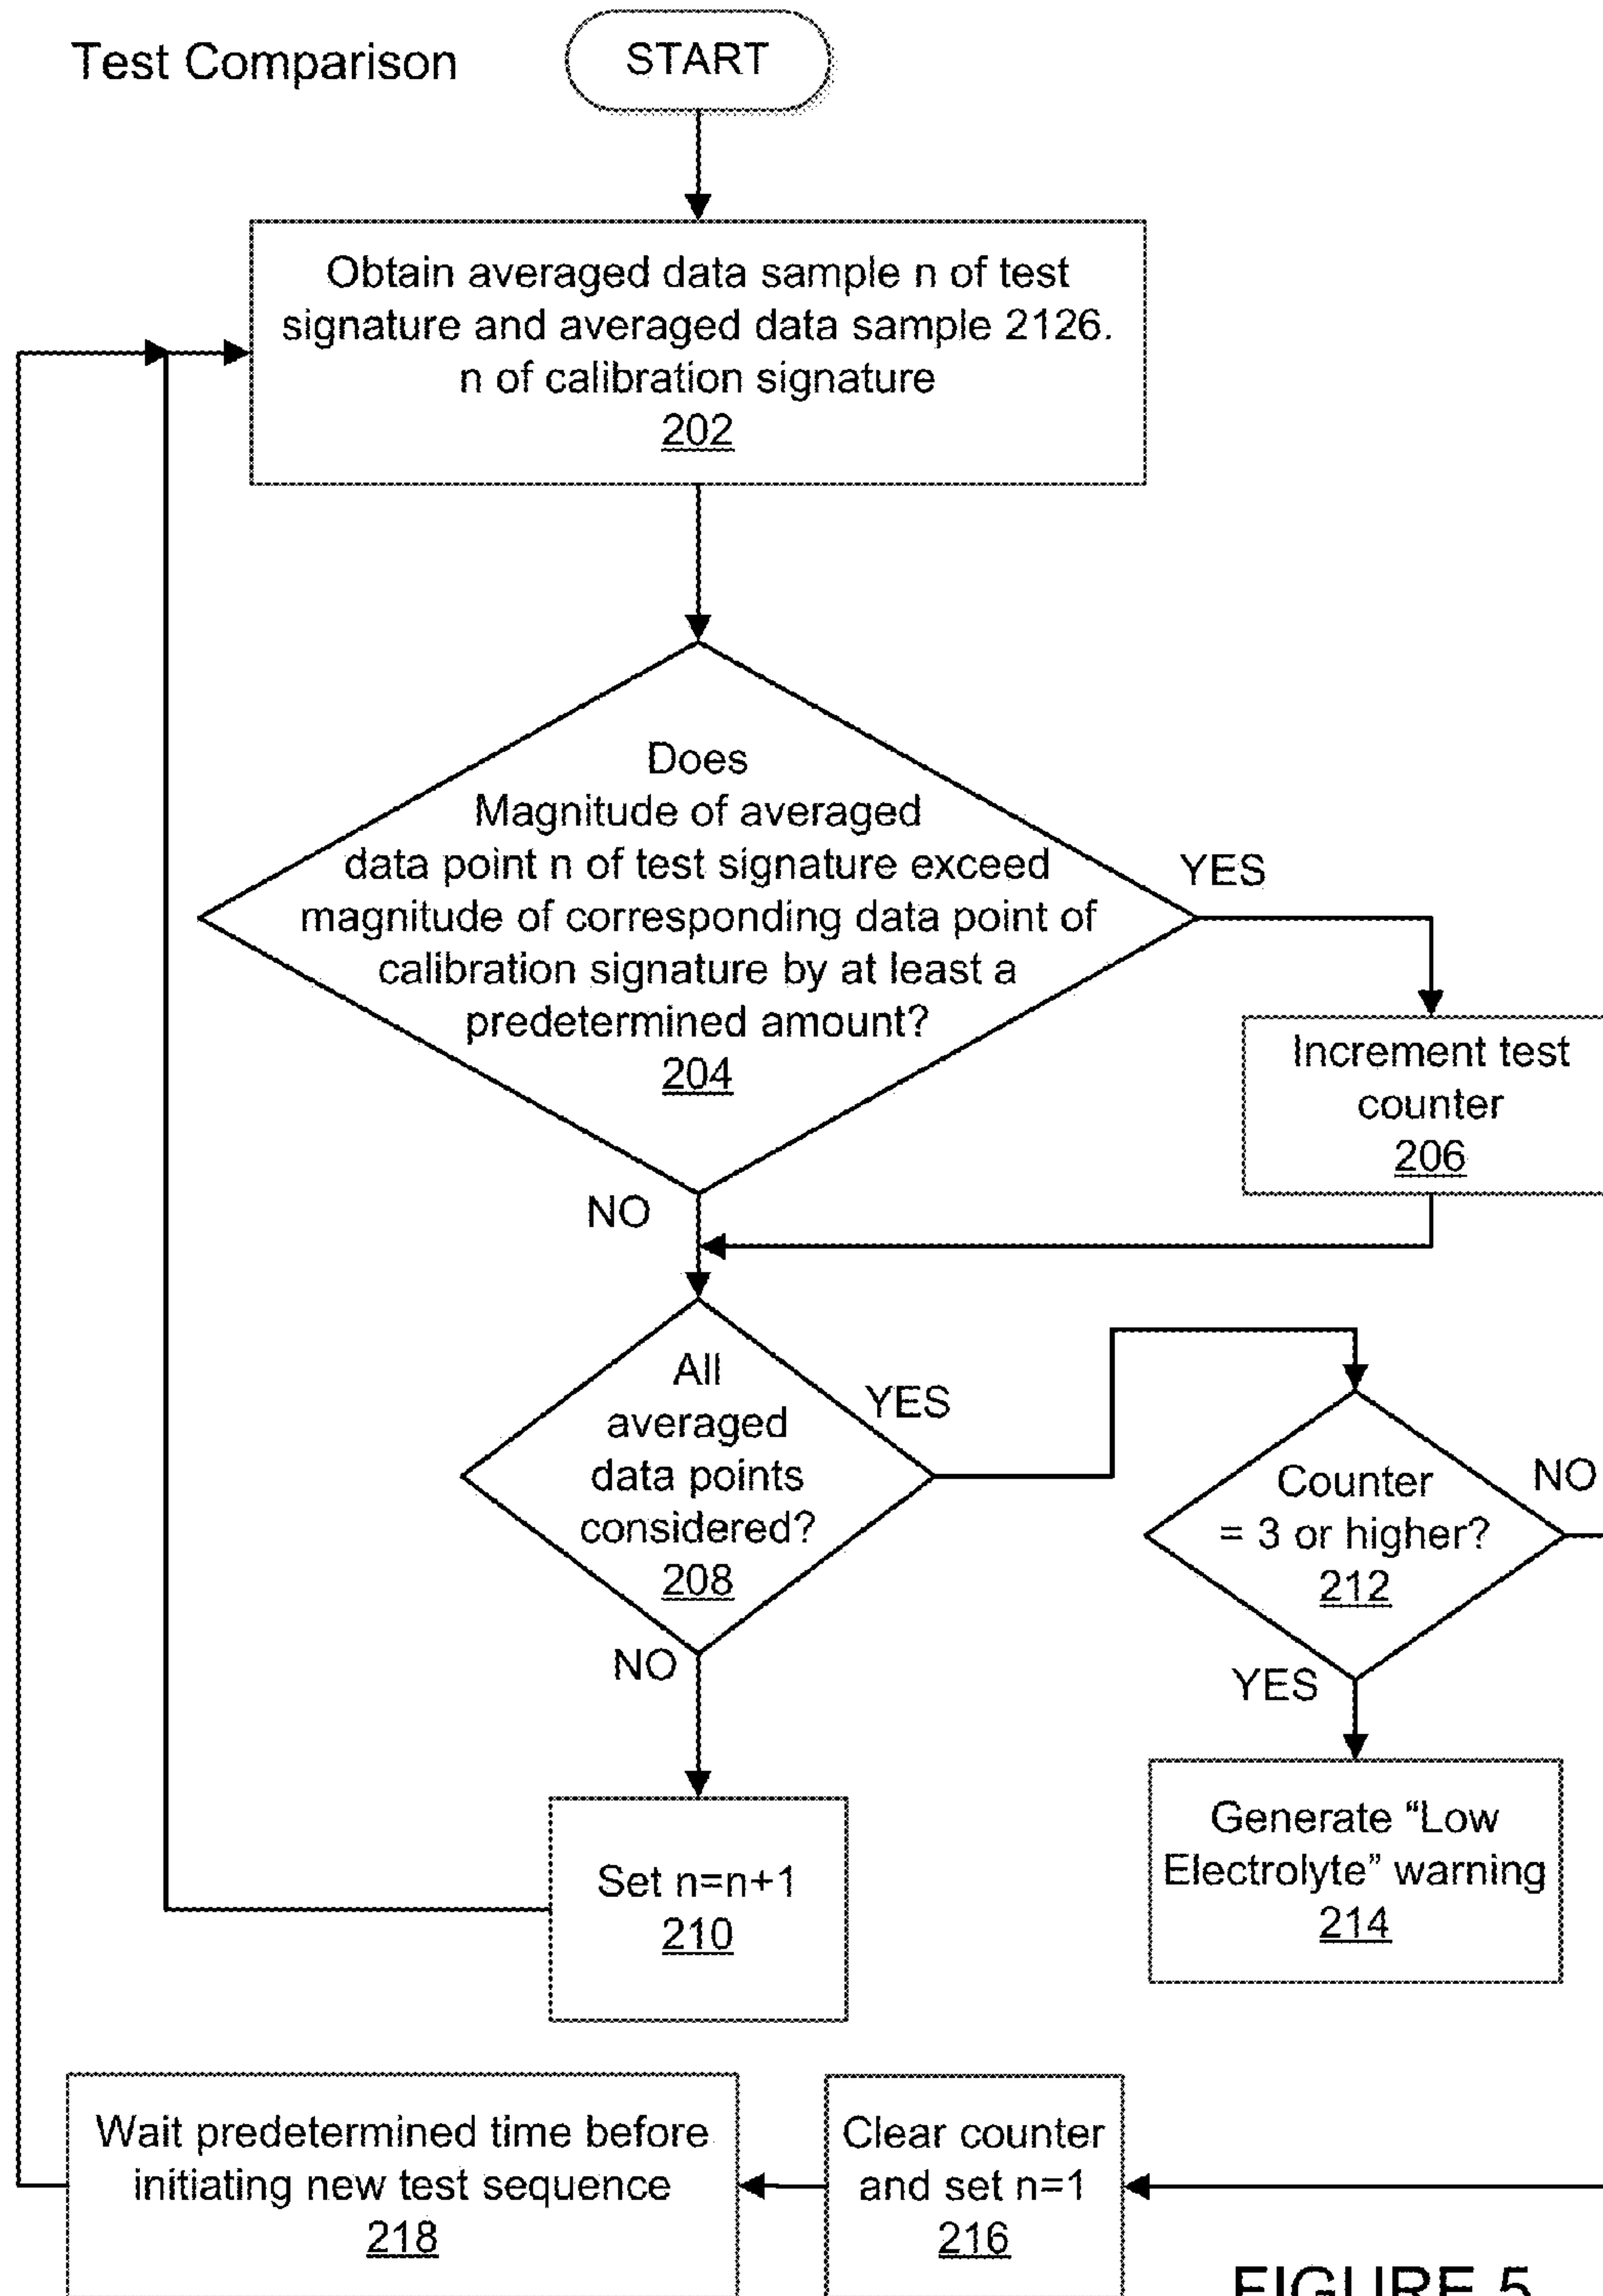 Test Comparison
START
Obtain averaged data sample n of test
signature and averaged data sample 2126.
n of calibration signature
202
Does
Magnitude of averaged
data point n of test signature exceed
magnitude of corresponding data point of
calibration signature by at least a
predetermined amount?
204
YES
Increment test
counter
206
NO
All
averaged
data points
considered?
208
YES
Counter
= 3 or higher?
212
NO
NO
YES
Set n=n+1
210
Generate “Low
Electrolyte” warning
214
Wait predetermined time before
initiating new test sequence
218
Clear counter
and set n=1
216
FIGURE 5